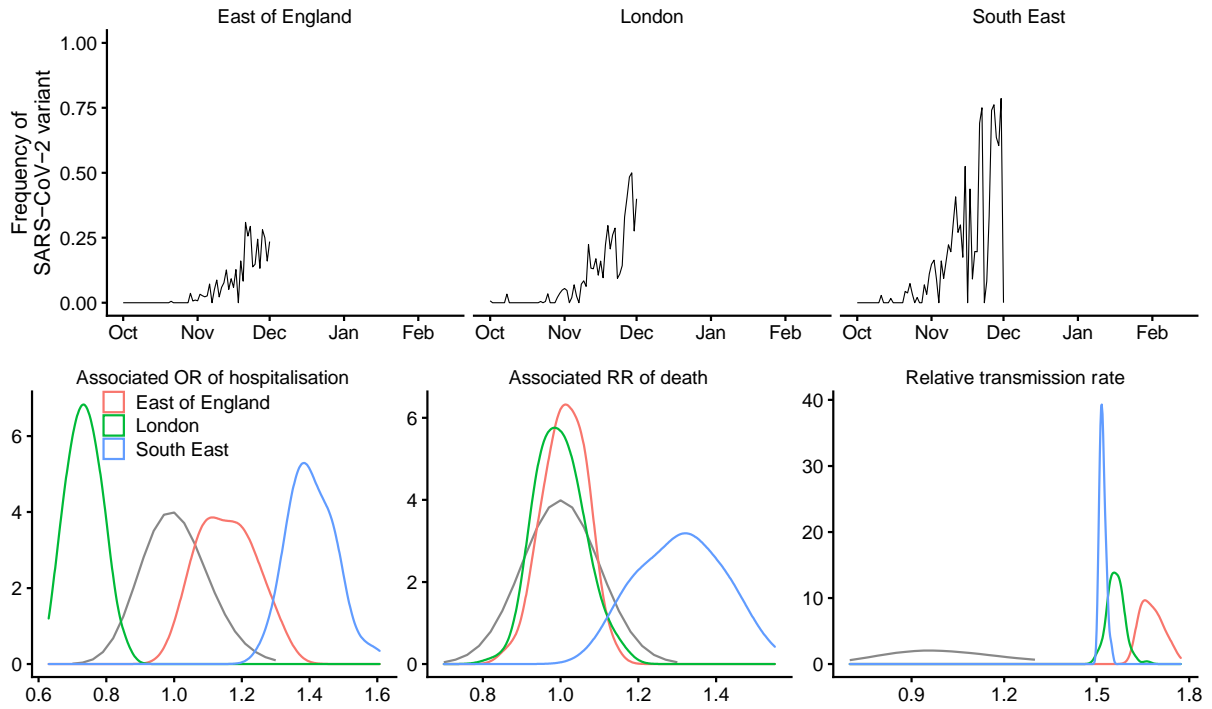 East of England London South East
Frequency of
SARS−CoV−2 variant
1.00
0.75
0.50
0.25
0.00
Oct Nov Dec Jan Feb Oct Nov Dec Jan Feb Oct Nov Dec Jan Feb
Associated OR of hospitalisation Associated RR of death Relative transmission rate
East of England
London
South East
6
4
2
0
0.6 0.8 1.0 1.2 1.4 1.6
6
4
2
0
0.8 1.0 1.2 1.4
40
30
20
10
0
0.9 1.5 1.8